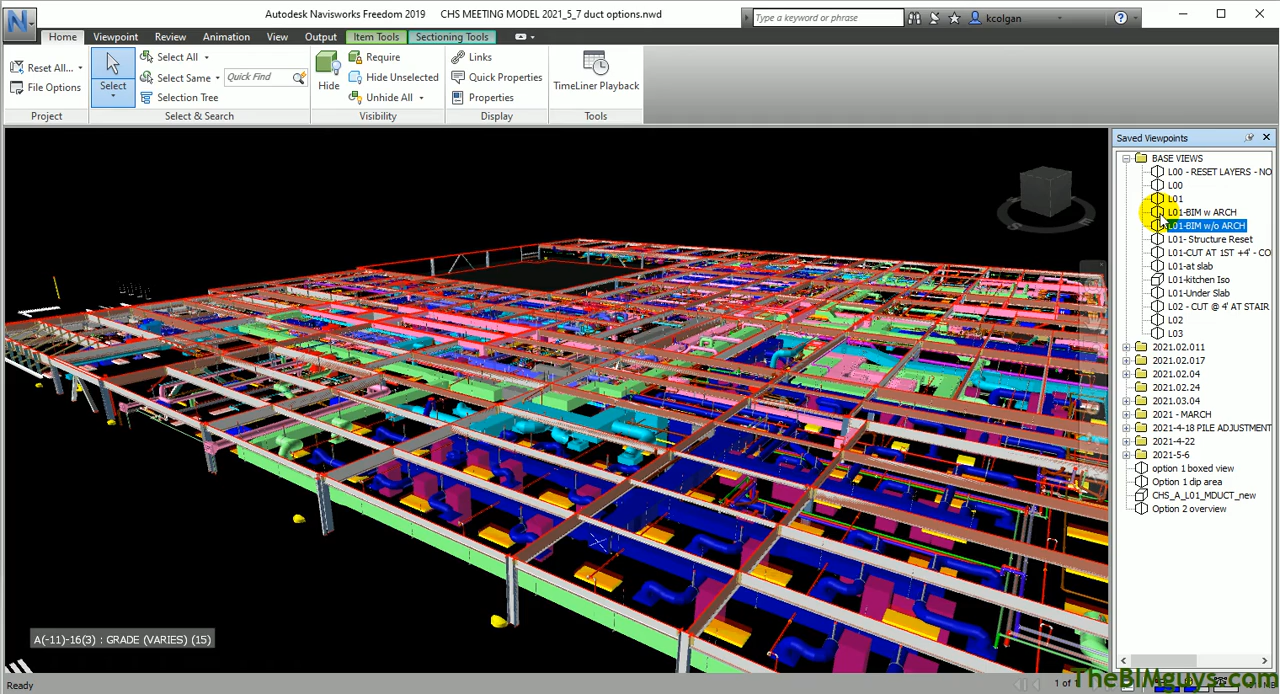 Autodesk Navisworks Freedom 2019 CHS MEETING MODEL 2021_5_7 duct options.nwd
Type a keyword or phrase
kcolgan
Home Viewpoint Review Animation View Output Item Tools Sectioning Tools
Reset All...
File Options
Project
Select
Select All
Select Same
Selection Tree
Quick Find
Select & Search
Hide
Require
Hide Unselected
Unhide All
Visibility
Links
Quick Properties
Properties
Display
TimeLiner Playback
Tools
Saved Viewpoints
BASE VIEWS
L00 - RESET LAYERS - NO
L00
L01
L01-BIM w ARCH
L01-BIM w/o ARCH
L01- Structure Reset
L01-CUT AT 1ST +4' - CO
L01-at slab
L01-kitchen Iso
L01-Under Slab
L02 - CUT @ 4' AT STAIR
L02
L03
2021.02.011
2021.02.017
2021.02.04
2021.02.24
2021.03.04
2021 - MARCH
2021-4-18 PILE ADJUSTMENT
2021-4-22
2021-5-6
option 1 boxed view
Option 1 dip area
CHS_A_L01_MDUCT_new
Option 2 overview
A(-11)-16(3) : GRADE (VARIES) (15)
Ready
1 of 1
TheBIMguys.com